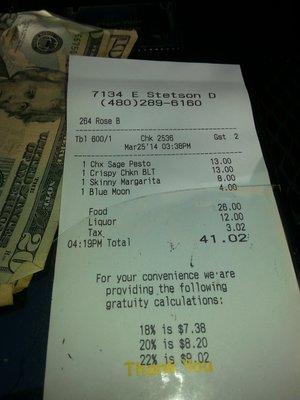 7134 E Stetson D
(480)289-6160
264 Rose B
Tbl 600/1 Chk 2536 Gst 2
Mar25'14 03:38PM
1 Chx Sage Pesto 13.00
1 Crispy Chkn BLT 13.00
1 Skinny Margarita 8.00
1 Blue Moon 4.00
Food 26.00
Liquor 12.00
Tax 3.02
04:19PM Total 41.02
For your convenience we are
providing the following
gratuity calculations:
18% is $7.38
20% is $8.20
22% is $9.02
Thank You
20